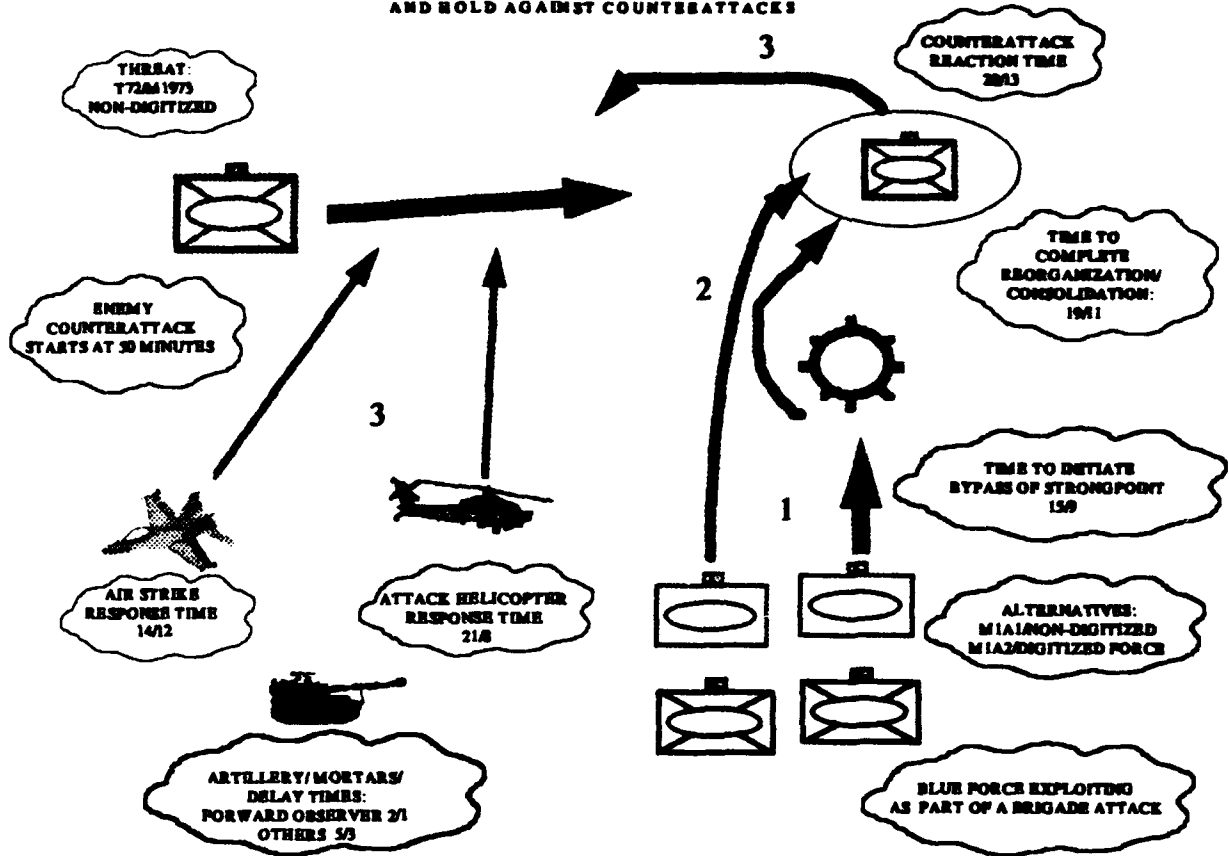 AND HOLD AGAINST COUNTERATTACKS
3
COUNTERATTACK
REACTION TIME
20/13
THREAT:
T72/M1973
NON-DIGITIZED
TIME TO
COMPLETE
REORGANIZATION/
CONSOLIDATION:
19/11
2
ENEMY
COUNTERATTACK
STARTS AT 50 MINUTES
3
TIME TO INITIATE
BYPASS OF STRONGPOINT
15/9
1
AIR STRIKE
RESPONSE TIME
14/12
ATTACK HELICOPTER
RESPONSE TIME
21/8
ALTERNATIVES:
M1A1/NON-DIGITIZED
M1A2/DIGITIZED FORCE
ARTILLERY/MORTARS/
DELAY TIMES:
FORWARD OBSERVER 2/1
OTHERS 5/3
BLUE FORCE EXPLOITING
AS PART OF A BRIGADE ATTACK